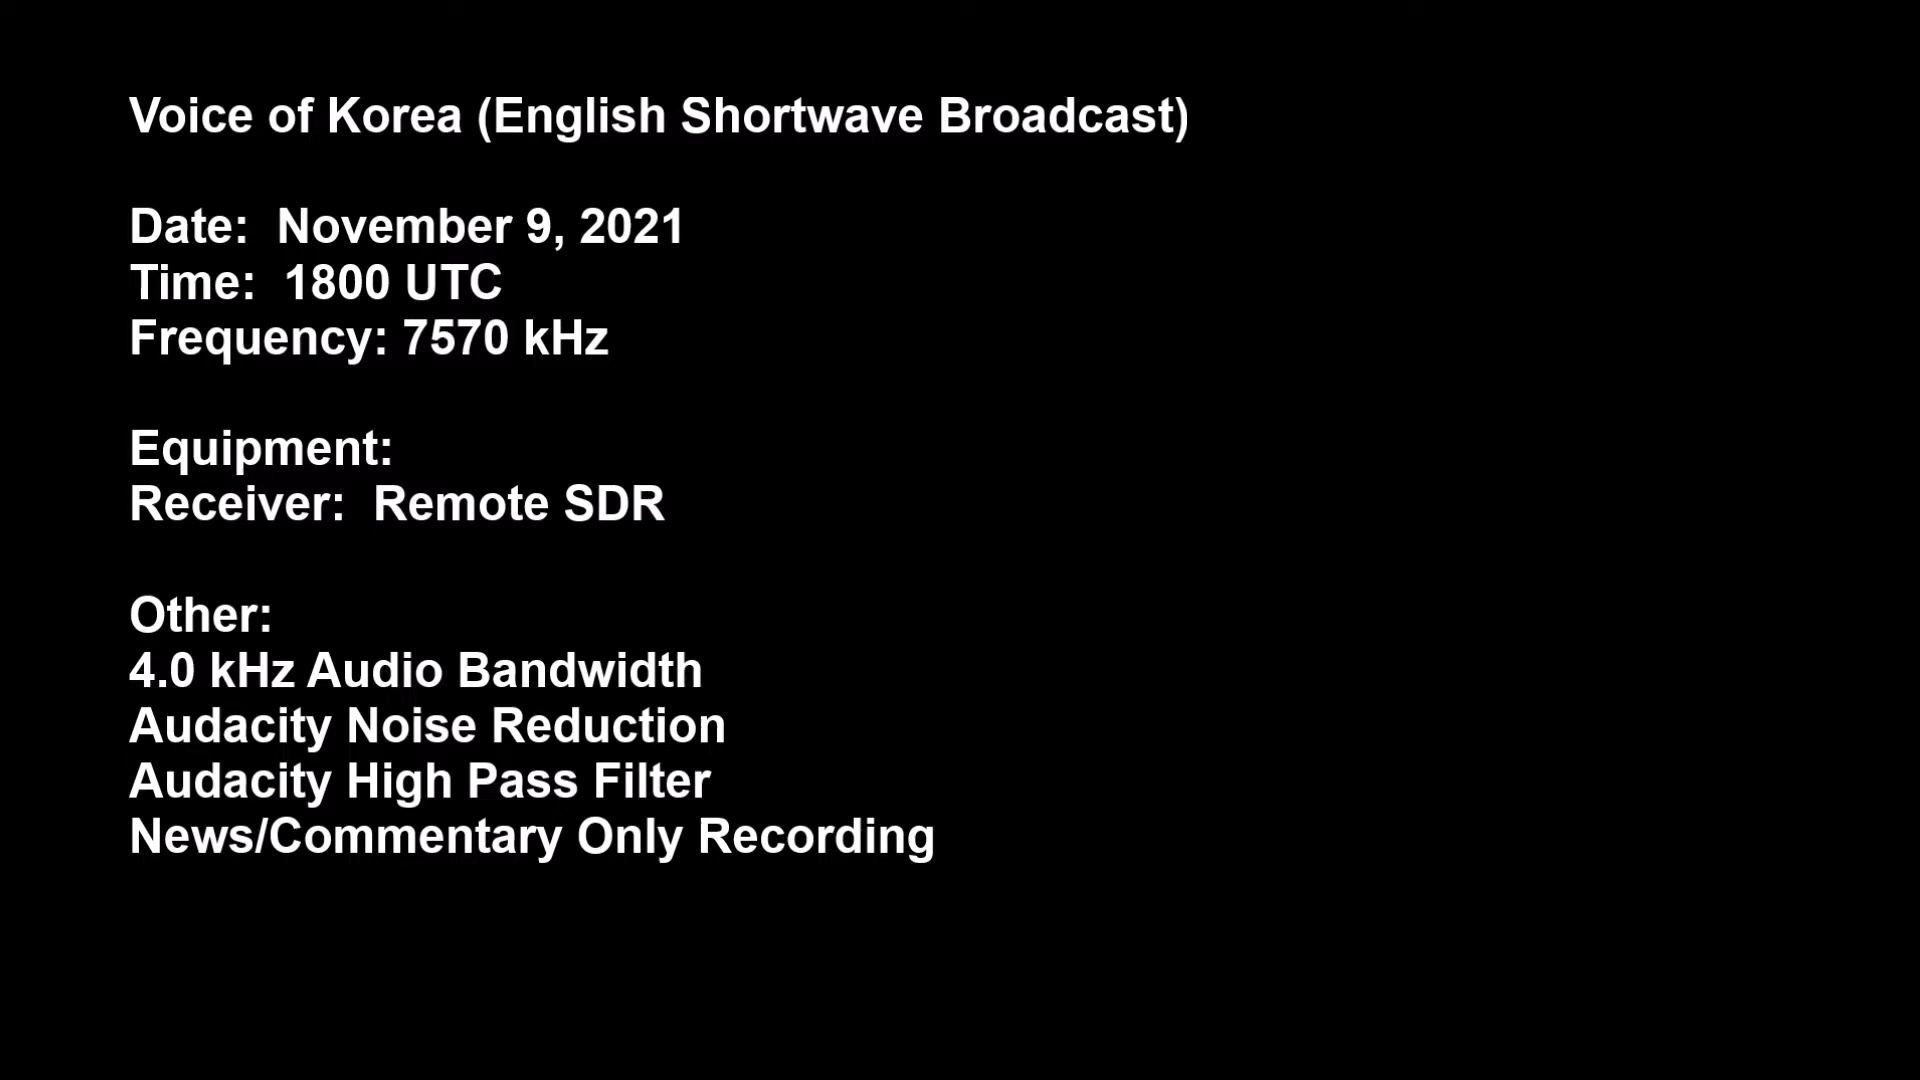 Voice of Korea (English Shortwave Broadcast)
Date:  November 9, 2021
Time:  1800 UTC
Frequency: 7570 kHz
Equipment:
Receiver:  Remote SDR
Other:
4.0 kHz Audio Bandwidth
Audacity Noise Reduction
Audacity High Pass Filter
News/Commentary Only Recording